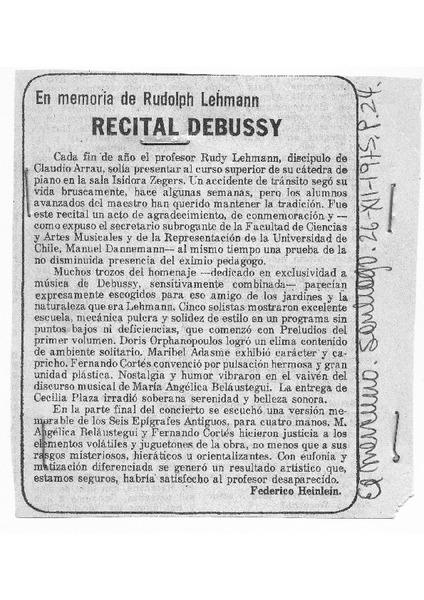 En memoria de Rudolph Lehmann
RECITAL DEBUSSY
Cada fin de año el profesor Rudy Lehmann, discípulo de
Claudio Arrau, solía presentar al curso superior de su cátedra de
piano en la sala Isidora Zegers. Un accidente de tránsito segó su
vida bruscamente, hace algunas semanas, pero los alumnos
avanzados del maestro han querido mantener la tradición. Fue
este recital un acto de agradecimiento, de conmemoración y —
como expuso el secretario subrogante de la Facultad de Ciencias
y Artes Musicales y de la Representación de la Universidad de
Chile, Manuel Dannemann— al mismo tiempo una prueba de la
no disminuida presencia del eximio pedagogo.
Muchos trozos del homenaje —dedicado en exclusividad a
música de Debussy, sensitivamente combinada— parecían
expresamente escogidos para ese amigo de los jardines y la
naturaleza que era Lehmann. Cinco solistas mostraron excelente
escuela, mecánica pulcra y solidez de estilo en un programa sin
puntos bajos ni deficiencias, que comenzó con Preludios del
primer volumen. Doris Orphanopoulos logró un clima contenido
de ambiente solitario. Maribel Adasme exhibió carácter y ca-
pricho. Fernando Cortés convenció por pulsación hermosa y gran
unidad plástica. Nostalgia y humor vibraron en el vaivén del
discurso musical de María Angélica Beláustegui. La entrega de
Cecilia Plaza irradió soberana serenidad y belleza sonora.
En la parte final del concierto se escuchó una versión me-
morable de los Seis Epígrafes Antiguos, para cuatro manos. M.
Angélica Beláustegui y Fernando Cortés hicieron justicia a los
elementos volátiles y juguetones de la obra, no menos que a sus
rasgos misteriosos, hieráticos u orientalizantes. Con eufonía y
matización diferenciada se generó un resultado artístico que,
estamos seguros, habría satisfecho al profesor desaparecido.
Federico Heinlein.
El Mercurio. Santiago, 26-XII-1975, P. 24.